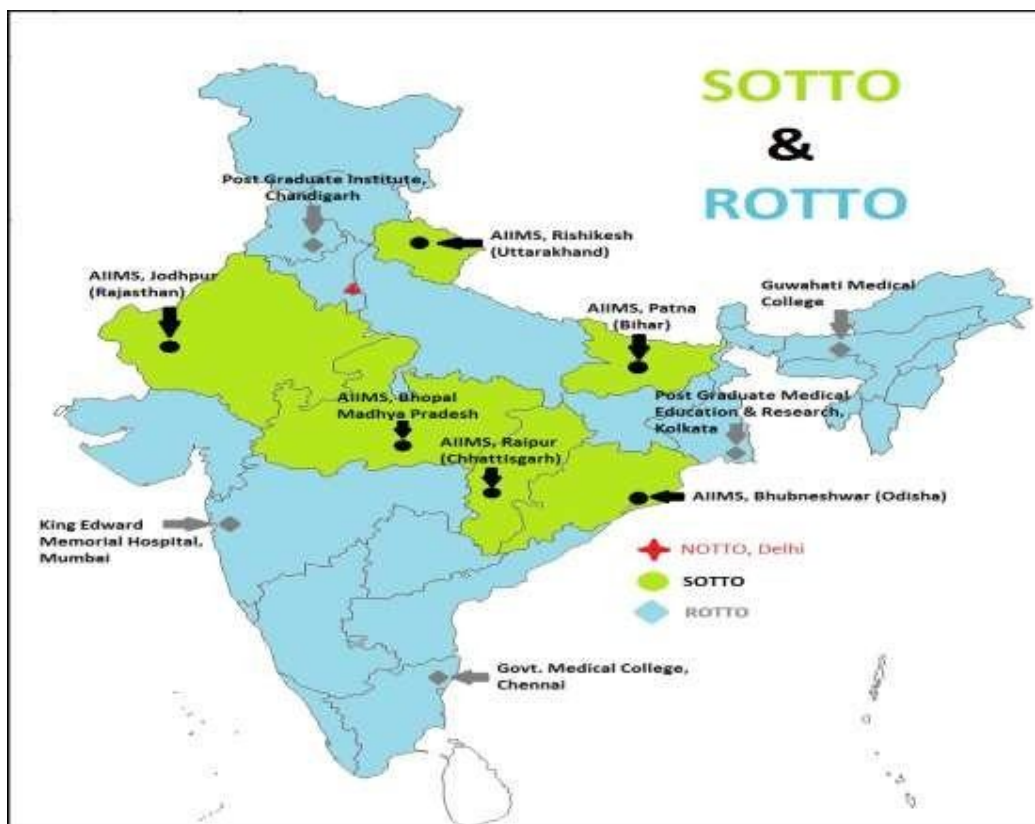 SOTTO
&
ROTTO
Post Graduate Institute,
Chandigarh
AIIMS, Rishikesh
(Uttarakhand)
AIIMS, Jodhpur
(Rajasthan)
Guwahati Medical
College
AIIMS, Patna
(Bihar)
AIIMS, Bhopal
Madhya Pradesh
Post Graduate Medical
Education & Research,
Kolkata
AIIMS, Raipur
(Chhattisgarh)
AIIMS, Bhubneshwar (Odisha)
King Edward
Memorial Hospital,
Mumbai
NOTTO, Delhi
SOTTO
ROTTO
Govt. Medical College,
Chennai